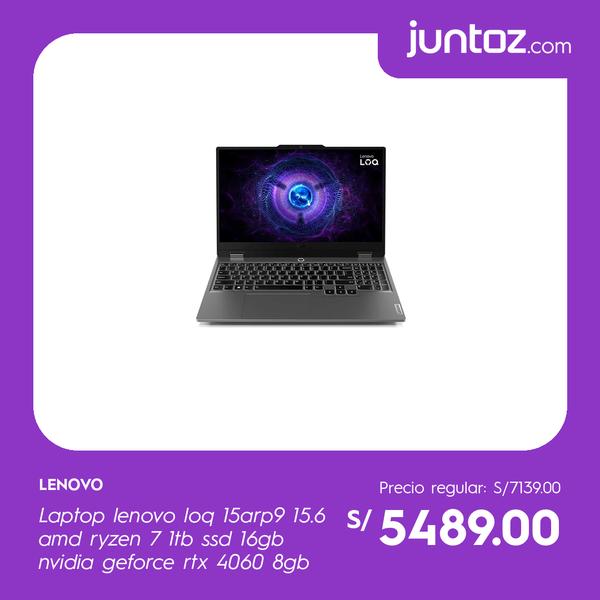 juntoz.com
Lenovo
LOQ
LENOVO
Laptop lenovo loq 15arp9 15.6
amd ryzen 7 1tb ssd 16gb
nvidia geforce rtx 4060 8gb
Precio regular: S/7139.00
S/ 5489.00